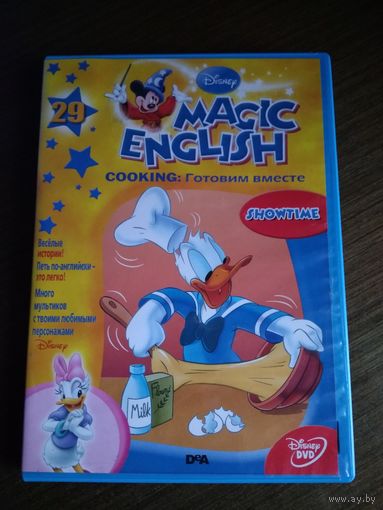 Disney
29
MAGIC
ENGLISH
COOKING: Готовим вместе
SHOWTIME
Весёлые
истории!
Петь по-английски -
это легко!
Много
мультиков
с твоими любимыми
персонажами
Disney
Milk
Flour
DeA
Disney
DVD
www.ay.by